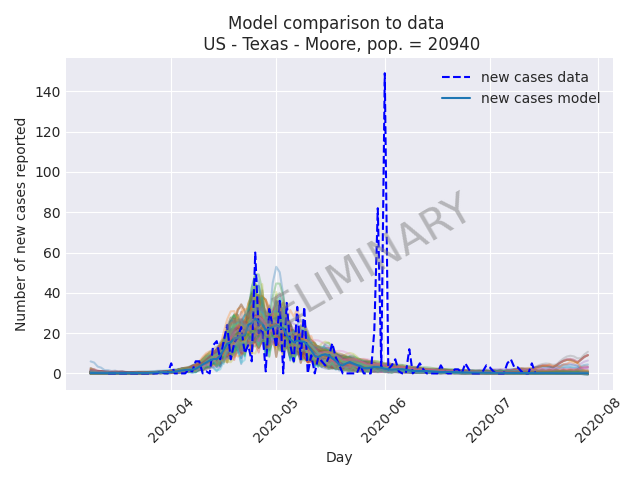 Model comparison to data
US - Texas - Moore, pop. = 20940
new cases data
new cases model
Number of new cases reported
140
120
100
80
60
40
20
0
2020-04
2020-05
2020-06
2020-07
2020-08
Day